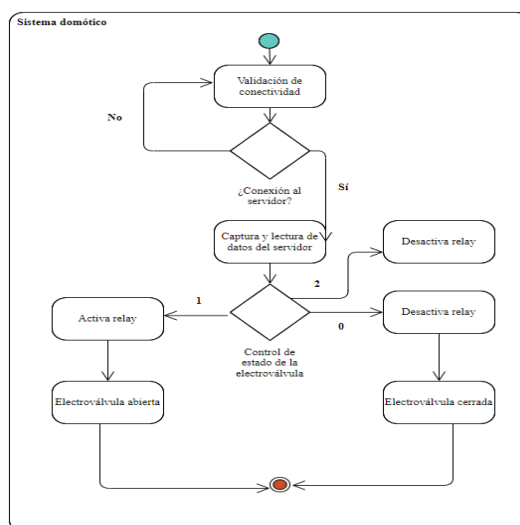 Sistema domótico
Validación de
conectividad
No
¿Conexión al
servidor?
Sí
Captura y lectura de
datos del servidor
Desactiva relay
2
1
Activa relay
Desactiva relay
0
Control de
estado de la
electroválvula
Electroválvula abierta
Electroválvula cerrada